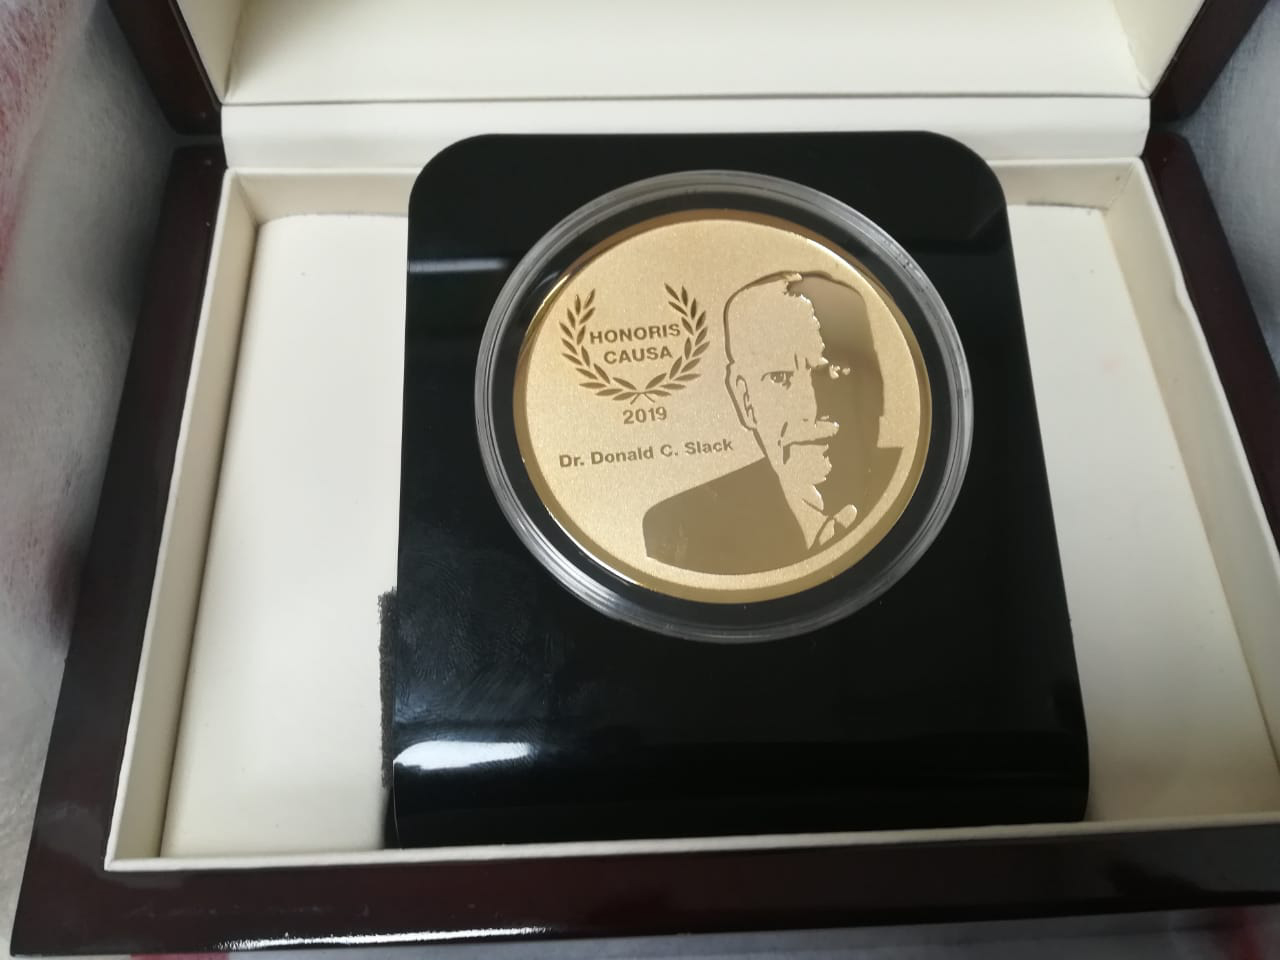 HONORIS
CAUSA
2019
Dr. Donald C. Slack